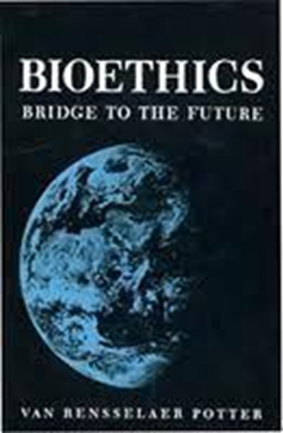 BIOETHICS
BRIDGE TO THE FUTURE
VAN RENSSELAER POTTER